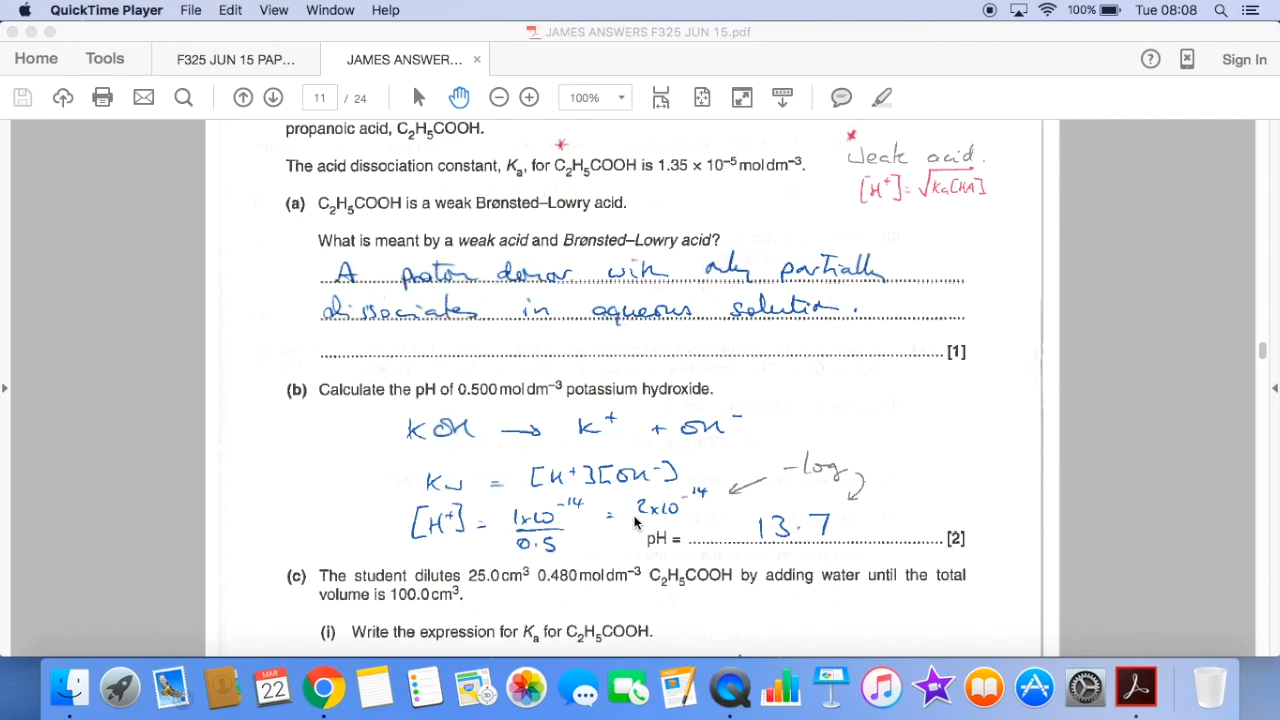 QuickTime Player File Edit View Window Help 100% Tue 08:08
JAMES ANSWERS F325 JUN 15.pdf
Home Tools F325 JUN 15 PAP... JAMES ANSWER... × Sign In
11 / 24 100%
propanoic acid, C₂H₅COOH.
* *
weak acid.
The acid dissociation constant, Kₐ, for C₂H₅COOH is 1.35 × 10⁻⁵ mol dm⁻³.
[H⁺] = √Ka[HA]
(a) C₂H₅COOH is a weak Brønsted–Lowry acid.
What is meant by a weak acid and Brønsted–Lowry acid?
A proton donor with only partially
dissociates in aqueous solution.
[1]
(b) Calculate the pH of 0.500 mol dm⁻³ potassium hydroxide.
KOH → K⁺ + OH⁻
Kw = [H⁺][OH⁻]
-log
[H⁺] = 1x10⁻¹⁴ / 0.5 = 2x10⁻¹⁴
pH = 13.7 [2]
(c) The student dilutes 25.0 cm³ 0.480 mol dm⁻³ C₂H₅COOH by adding water until the total
volume is 100.0 cm³.
(i) Write the expression for Kₐ for C₂H₅COOH.
MAR
22